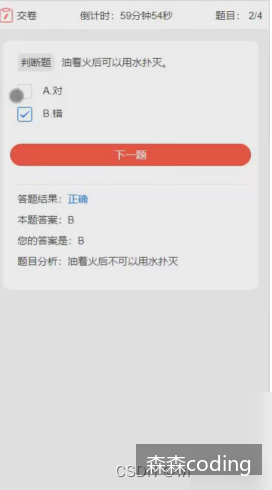 交卷 倒计时：59分钟54秒 题目：2/4
判断题 油着火后可以用水扑灭。
A.对
B.错
下一题
答题结果：正确
本题答案：B
您的答案是：B
题目分析：油着火后不可以用水扑灭
森森coding